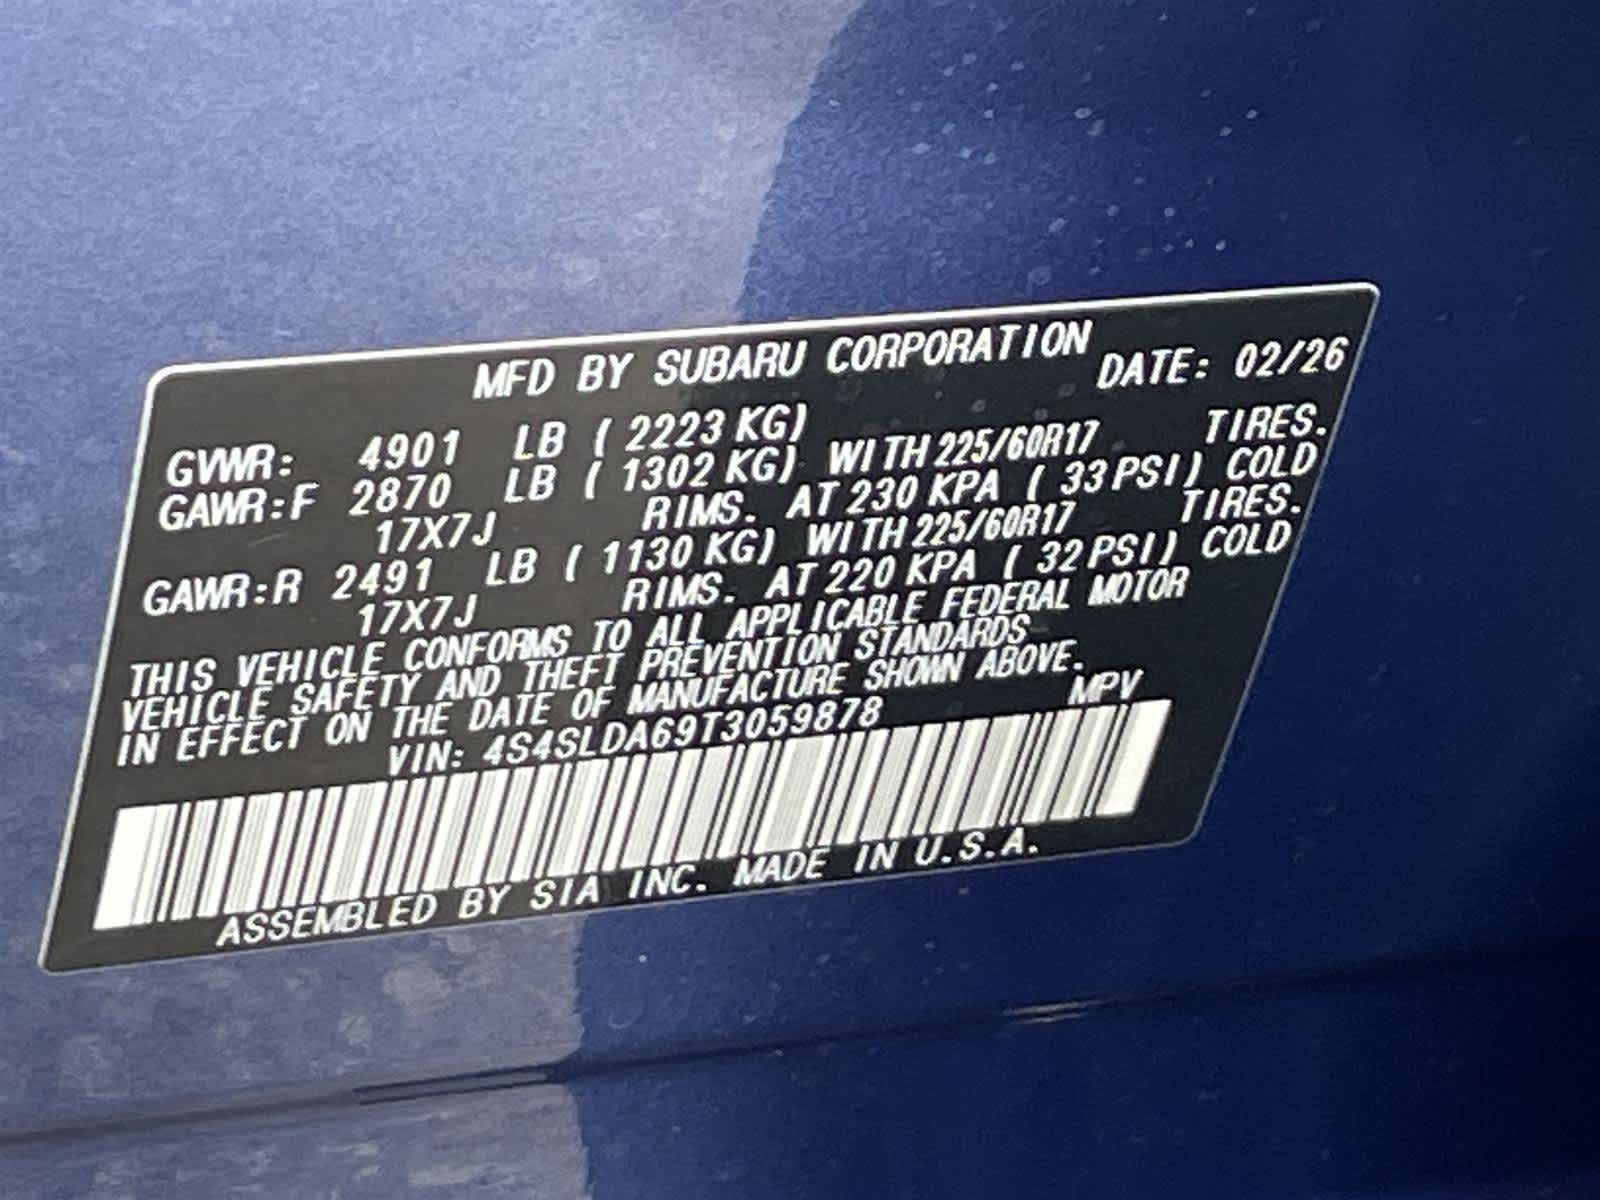 MFD BY SUBARU CORPORATION DATE: 02/26
GVWR: 4901 LB ( 2223 KG)
GAWR:F 2870 LB ( 1302 KG) WITH 225/60R17 TIRES.
17X7J RIMS. AT 230 KPA ( 33 PSI) COLD
GAWR:R 2491 LB ( 1130 KG) WITH 225/60R17 TIRES.
17X7J RIMS. AT 220 KPA ( 32 PSI) COLD
THIS VEHICLE CONFORMS TO ALL APPLICABLE FEDERAL MOTOR
VEHICLE SAFETY AND THEFT PREVENTION STANDARDS
IN EFFECT ON THE DATE OF MANUFACTURE SHOWN ABOVE.
VIN: 4S4SLDA69T3059878 MPV
ASSEMBLED BY SIA INC. MADE IN U.S.A.